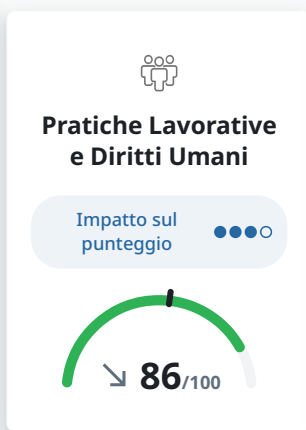 Pratiche Lavorative
e Diritti Umani
Impatto sul
punteggio
86/100